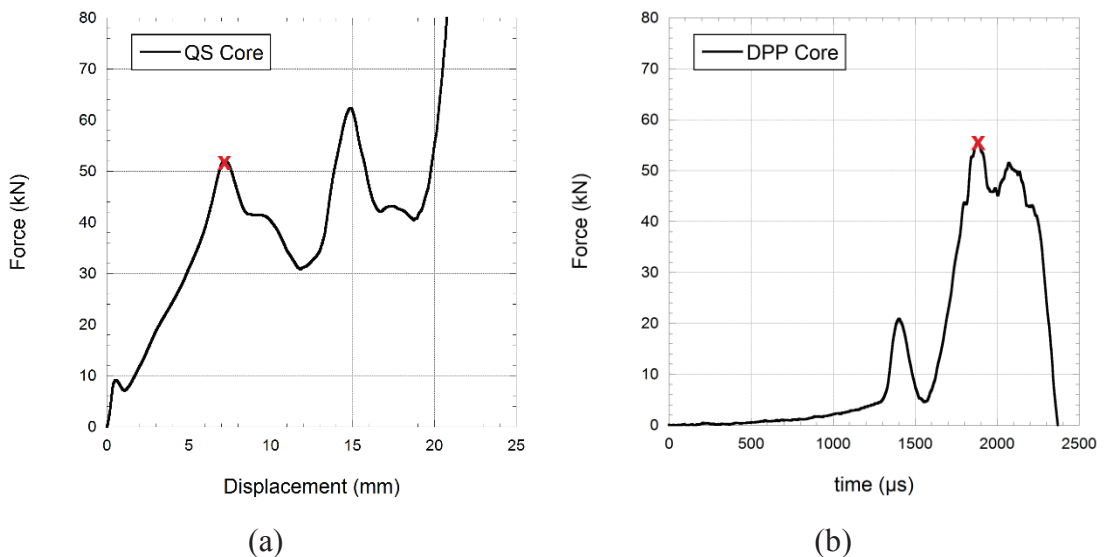 80
70
60
50
40
30
20
10
0
Force (kN)
QS Core
X
0 5 10 15 20 25
Displacement (mm)
(a)
80
70
60
50
40
30
20
10
0
Force (kN)
DPP Core
X
0 500 1000 1500 2000 2500
time (µs)
(b)